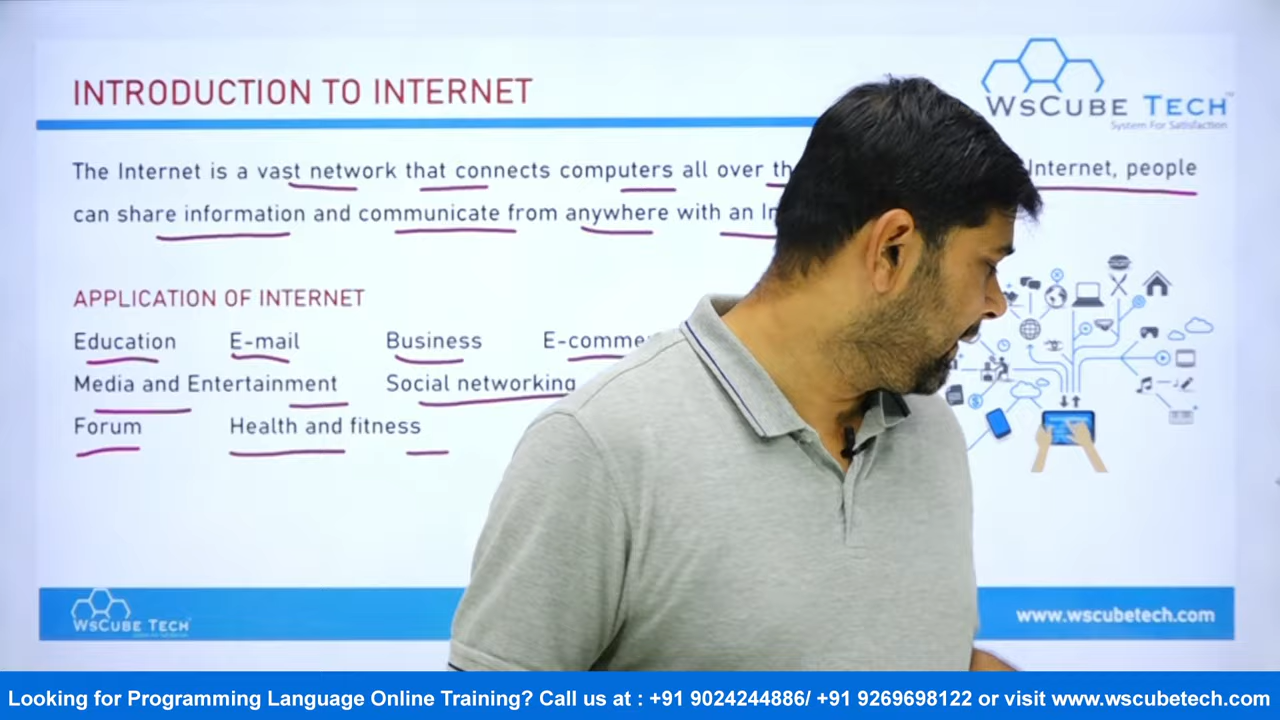 INTRODUCTION TO INTERNET
WSCUBE TECH
System For Satisfaction
The Internet is a vast network that connects computers all over Internet, people
can share information and communicate from anywhere with an
APPLICATION OF INTERNET
Education E-mail Business E-comme
Media and Entertainment Social networking
Forum Health and fitness
WSCUBE TECH
www.wscubetech.com
Looking for Programming Language Online Training? Call us at : +91 9024244886/ +91 9269698122 or visit www.wscubetech.com